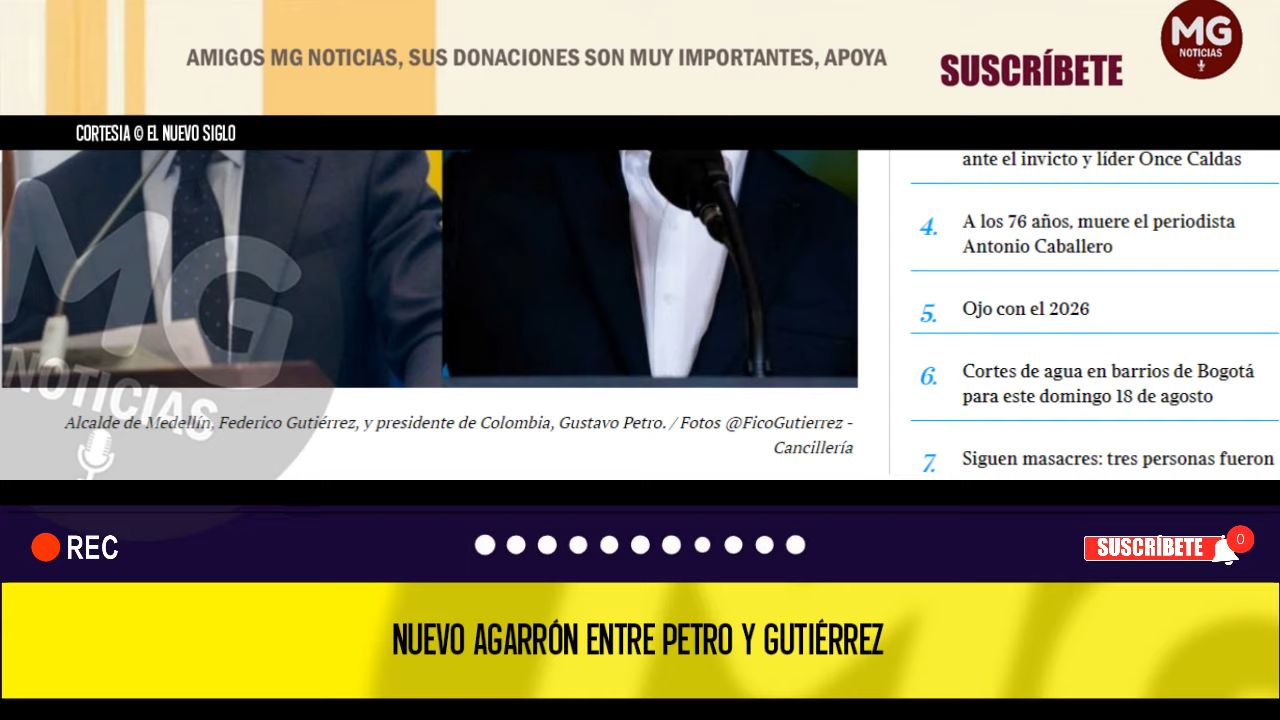 AMIGOS MG NOTICIAS, SUS DONACIONES SON MUY IMPORTANTES, APOYA
SUSCRÍBETE
MG
NOTICIAS
CORTESIA © EL NUEVO SIGLO
ante el invicto y líder Once Caldas
4. A los 76 años, muere el periodista
Antonio Caballero
5. Ojo con el 2026
6. Cortes de agua en barrios de Bogotá
para este domingo 18 de agosto
7. Siguen masacres: tres personas fueron
MG
NOTICIAS
Alcalde de Medellín, Federico Gutiérrez, y presidente de Colombia, Gustavo Petro. / Fotos @FicoGutierrez -
Cancillería
REC
SUSCRÍBETE
0
NUEVO AGARRÓN ENTRE PETRO Y GUTIÉRREZ